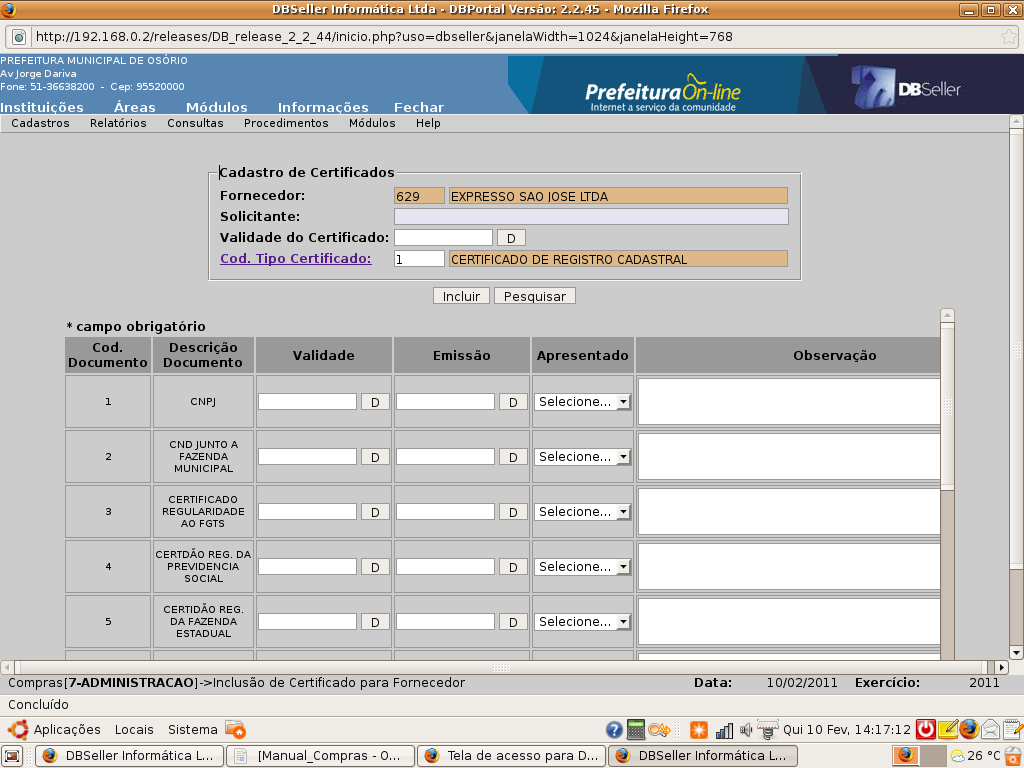 DBSeller Informática Ltda - DBPortal Versão: 2.2.45 - Mozilla Firefox
http://192.168.0.2/releases/DB_release_2_2_44/inicio.php?uso=dbseller&janelaWidth=1024&janelaHeight=768
PREFEITURA MUNICIPAL DE OSÓRIO
Av Jorge Dariva
Fone: 51-36638200 - Cep: 95520000
Instituições Áreas Módulos Informações Fechar
Prefeitura On-line
Internet a serviço da comunidade
DBSeller
Cadastros Relatórios Consultas Procedimentos Módulos Help
Cadastro de Certificados
Fornecedor: 629 EXPRESSO SAO JOSE LTDA
Solicitante:
Validade do Certificado: D
Cod. Tipo Certificado: 1 CERTIFICADO DE REGISTRO CADASTRAL
Incluir Pesquisar
* campo obrigatório
Cod. Documento Descrição Documento Validade Emissão Apresentado Observação
1 CNPJ D D Selecione...
2 CND JUNTO A FAZENDA MUNICIPAL D D Selecione...
3 CERTIFICADO REGULARIDADE AO FGTS D D Selecione...
4 CERTDÂO REG. DA PREVIDENCIA SOCIAL D D Selecione...
5 CERTIDÂO REG. DA FAZENDA ESTADUAL D D Selecione...
Compras[7-ADMINISTRACAO]->Inclusão de Certificado para Fornecedor Data: 10/02/2011 Exercício: 2011
Concluído
Aplicações Locais Sistema Qui 10 Fev, 14:17:12
DBSeller Informática L... [Manual_Compras - O... Tela de acesso para D... DBSeller Informática L... 26 °C